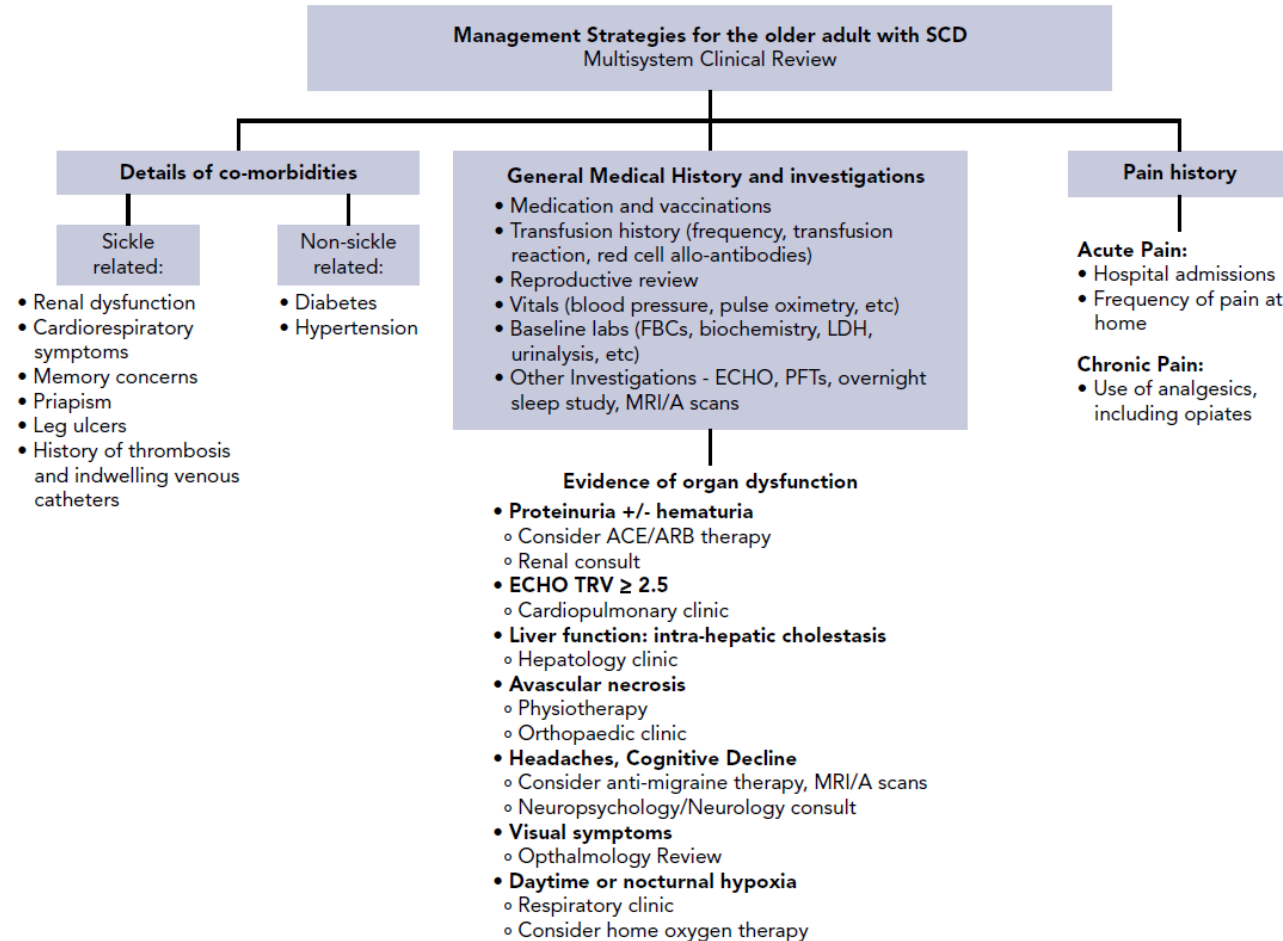 Management Strategies for the older adult with SCD
Multisystem Clinical Review
Details of co-morbidities
Sickle
related:
• Renal dysfunction
• Cardiorespiratory
symptoms
• Memory concerns
• Priapism
• Leg ulcers
• History of thrombosis
and indwelling venous
catheters
Non-sickle
related:
• Diabetes
• Hypertension
General Medical History and investigations
• Medication and vaccinations
• Transfusion history (frequency, transfusion
reaction, red cell allo-antibodies)
• Reproductive review
• Vitals (blood pressure, pulse oximetry, etc)
• Baseline labs (FBCs, biochemistry, LDH,
urinalysis, etc)
• Other Investigations - ECHO, PFTs, overnight
sleep study, MRI/A scans
Evidence of organ dysfunction
• Proteinuria +/- hematuria
o Consider ACE/ARB therapy
o Renal consult
• ECHO TRV ≥ 2.5
o Cardiopulmonary clinic
• Liver function: intra-hepatic cholestasis
o Hepatology clinic
• Avascular necrosis
o Physiotherapy
o Orthopaedic clinic
• Headaches, Cognitive Decline
o Consider anti-migraine therapy, MRI/A scans
o Neuropsychology/Neurology consult
• Visual symptoms
o Opthalmology Review
• Daytime or nocturnal hypoxia
o Respiratory clinic
o Consider home oxygen therapy
Pain history
Acute Pain:
• Hospital admissions
• Frequency of pain at
home
Chronic Pain:
• Use of analgesics,
including opiates